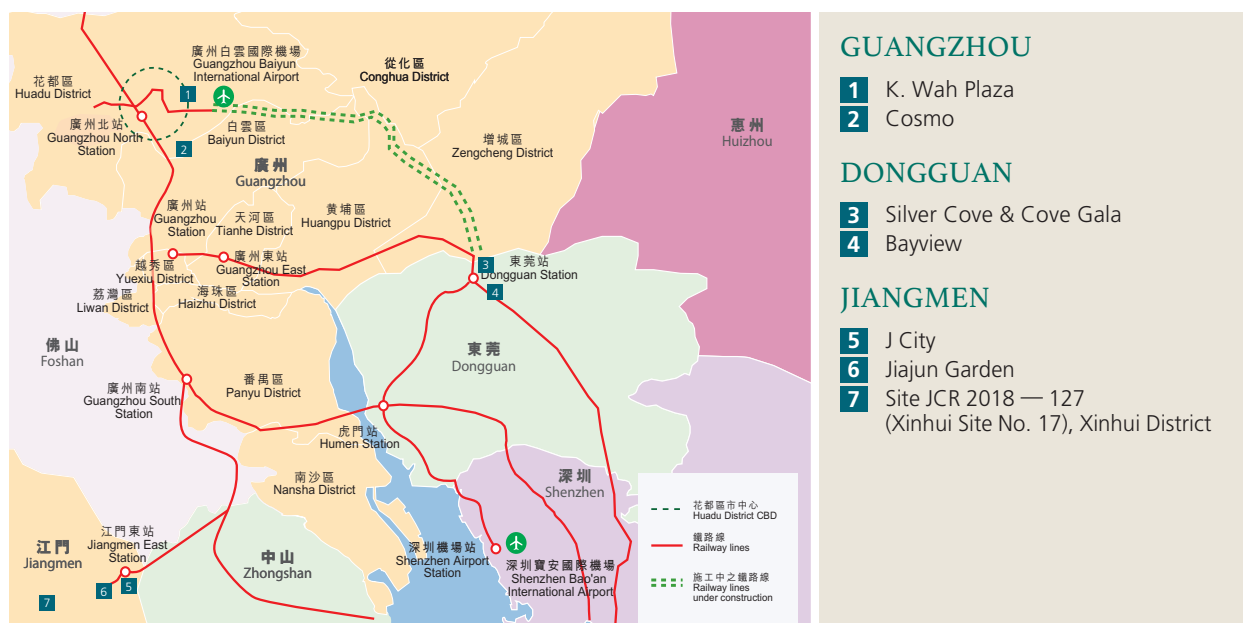 廣州白雲國際機場
Guangzhou Baiyun
International Airport
從化區
Conghua District
花都區
Huadu District
1
廣州北站
Guangzhou North
Station
白雲區
Baiyun District
2
增城區
Zengcheng District
惠州
Huizhou
廣州
Guangzhou
廣州站
Guangzhou
Station
天河區
Tianhe District
黄埔區
Huangpu District
越秀區
Yuexiu District
廣州東站
Guangzhou East
Station
3
東莞站
Dongguan Station
4
荔灣區
Liwan District
海珠區
Haizhu District
佛山
Foshan
東莞
Dongguan
廣州南站
Guangzhou South
Station
番禺區
Panyu District
虎門站
Humen Station
南沙區
Nansha District
深圳
Shenzhen
江門
Jiangmen
江門東站
Jiangmen East
Station
中山
Zhongshan
深圳機場站
Shenzhen Airport
Station
深圳寶安國際機場
Shenzhen Bao'an
International Airport
6
5
7
花都區市中心
Huadu District CBD
鐵路線
Railway lines
施工中之鐵路線
Railway lines
under construction
GUANGZHOU
1 K. Wah Plaza
2 Cosmo
DONGGUAN
3 Silver Cove & Cove Gala
4 Bayview
JIANGMEN
5 J City
6 Jiajun Garden
7 Site JCR 2018 — 127
(Xinhui Site No. 17), Xinhui District